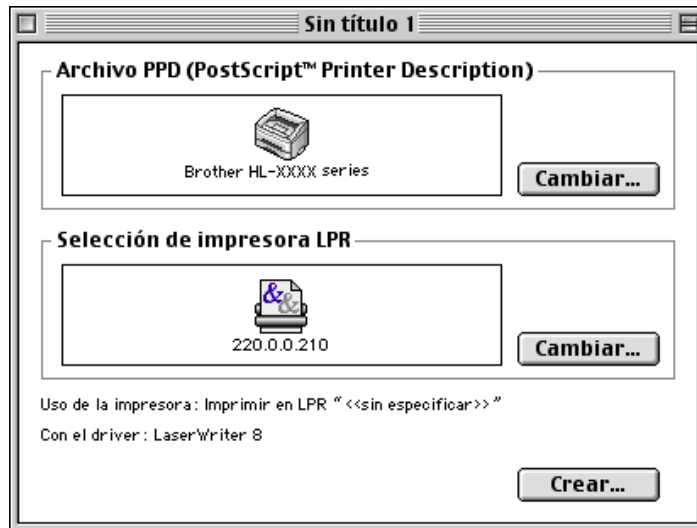 Sin título 1
Archivo PPD (PostScript™ Printer Description)
Brother HL-XXXX series
Cambiar...
Selección de impresora LPR
&&
220.0.0.210
Cambiar...
Uso de la impresora: Imprimir en LPR “<<sin especificar>>”
Con el driver: LaserWriter 8
Crear...